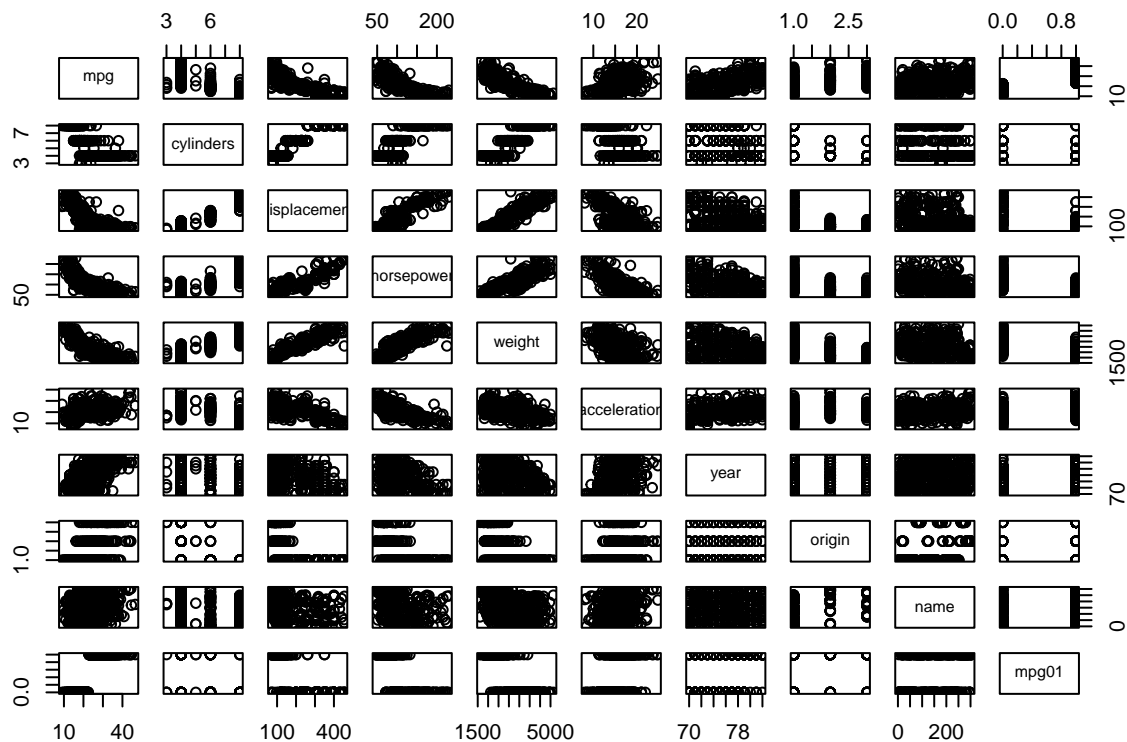 3 6 50 200 10 20 1.0 2.5 0.0 0.8
mpg 10
3 7 cylinders
isplacemen 100
50 horsepower
weight 1500
10 acceleration
year 70
1.0 origin
name 0
0.0 mpg01
10 40 100 400 1500 5000 70 78 0 200